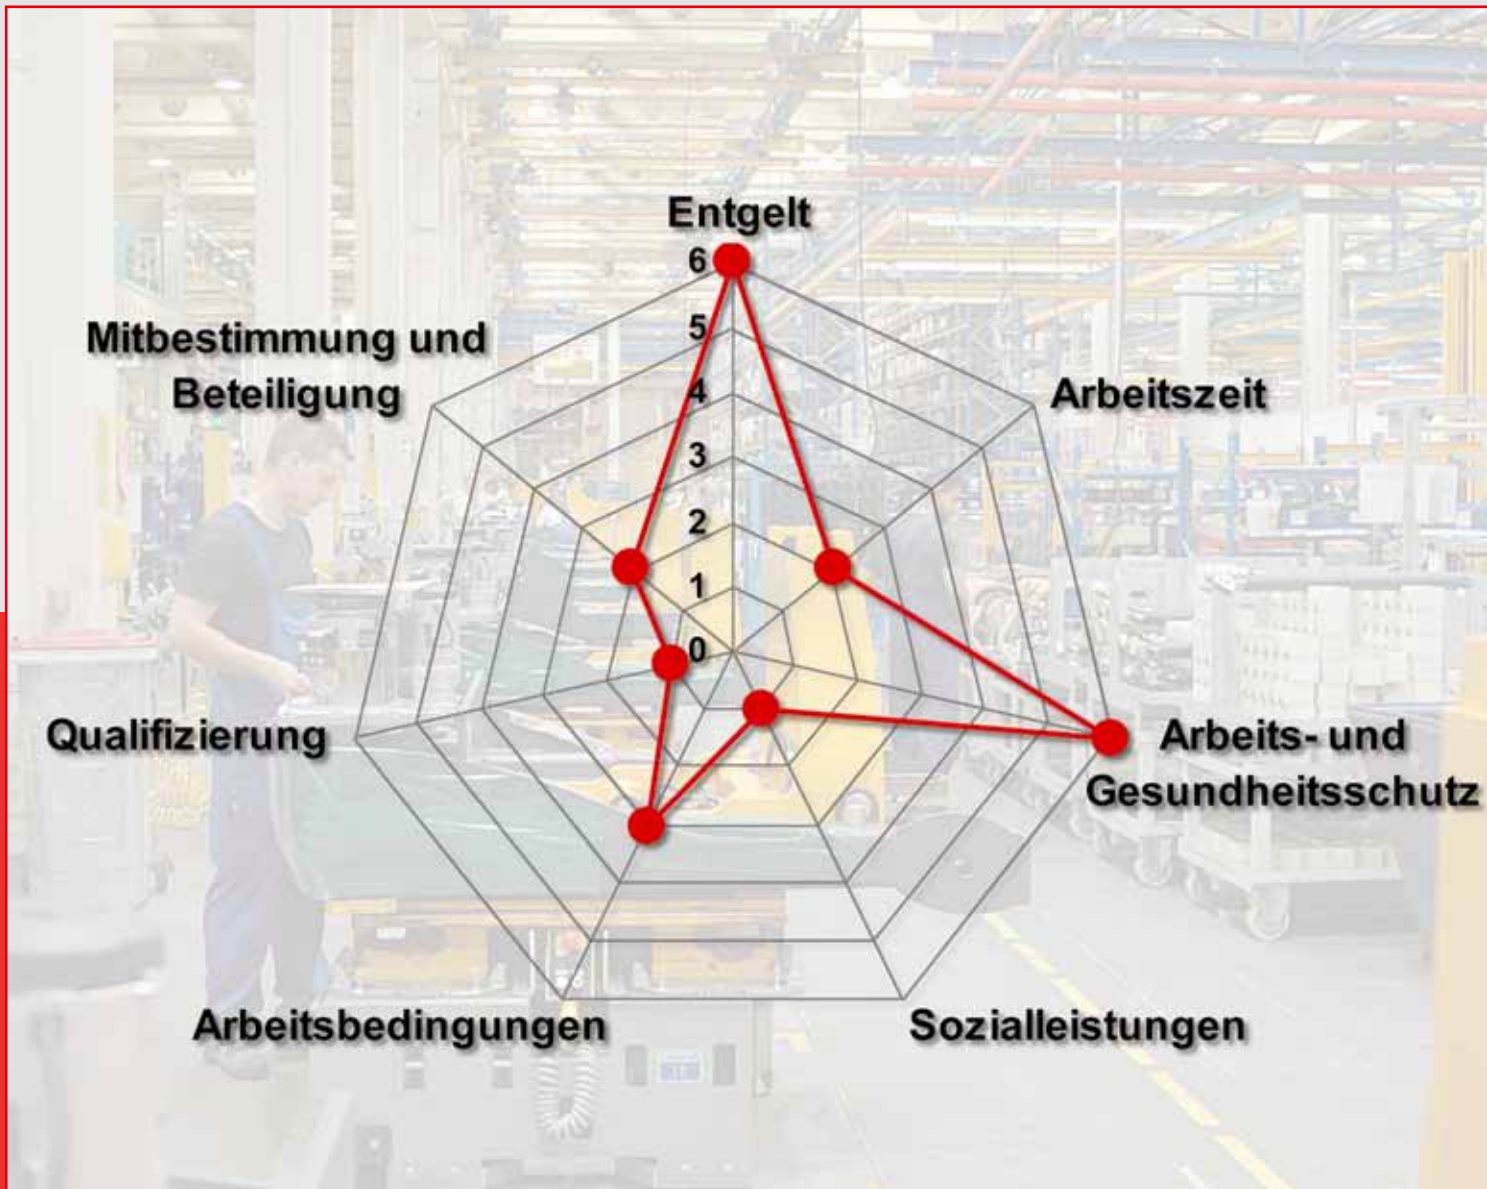 Entgelt
6
5
4
3
2
1
0
Mitbestimmung und
Beteiligung
Arbeitszeit
Qualifizierung
Arbeits- und
Gesundheitsschutz
Arbeitsbedingungen
Sozialleistungen